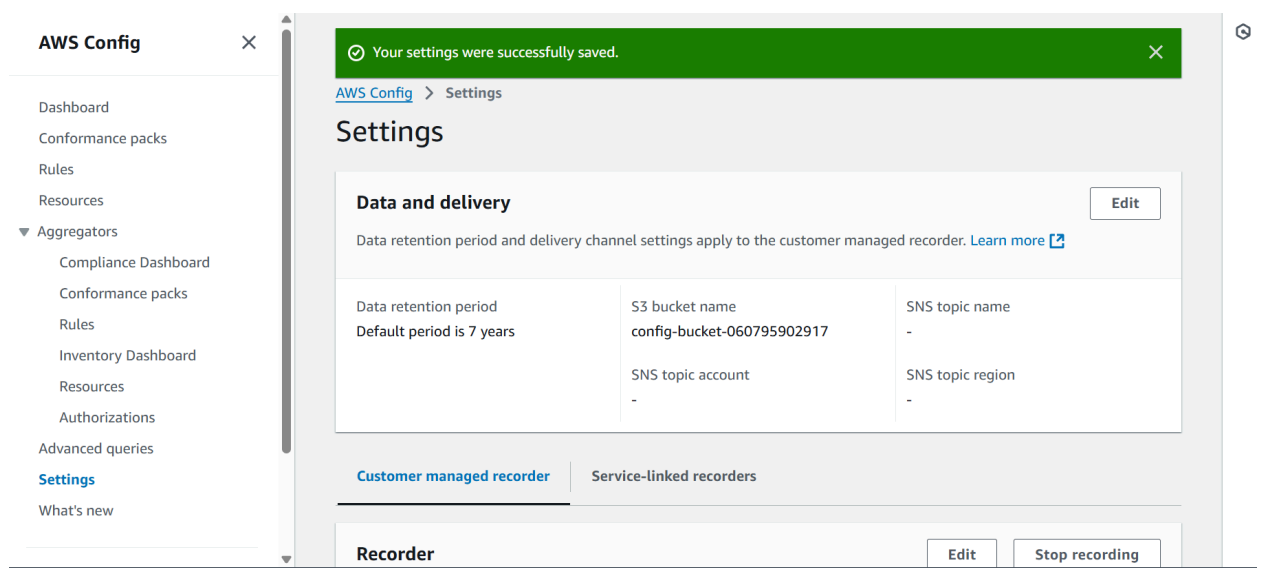 AWS Config
Dashboard
Conformance packs
Rules
Resources
Aggregators
Compliance Dashboard
Conformance packs
Rules
Inventory Dashboard
Resources
Authorizations
Advanced queries
Settings
What's new
Your settings were successfully saved.
AWS Config > Settings
Settings
Data and delivery
Edit
Data retention period and delivery channel settings apply to the customer managed recorder. Learn more
Data retention period
Default period is 7 years
S3 bucket name
config-bucket-060795902917
SNS topic account
-
SNS topic name
-
SNS topic region
-
Customer managed recorder
Service-linked recorders
Recorder
Edit
Stop recording